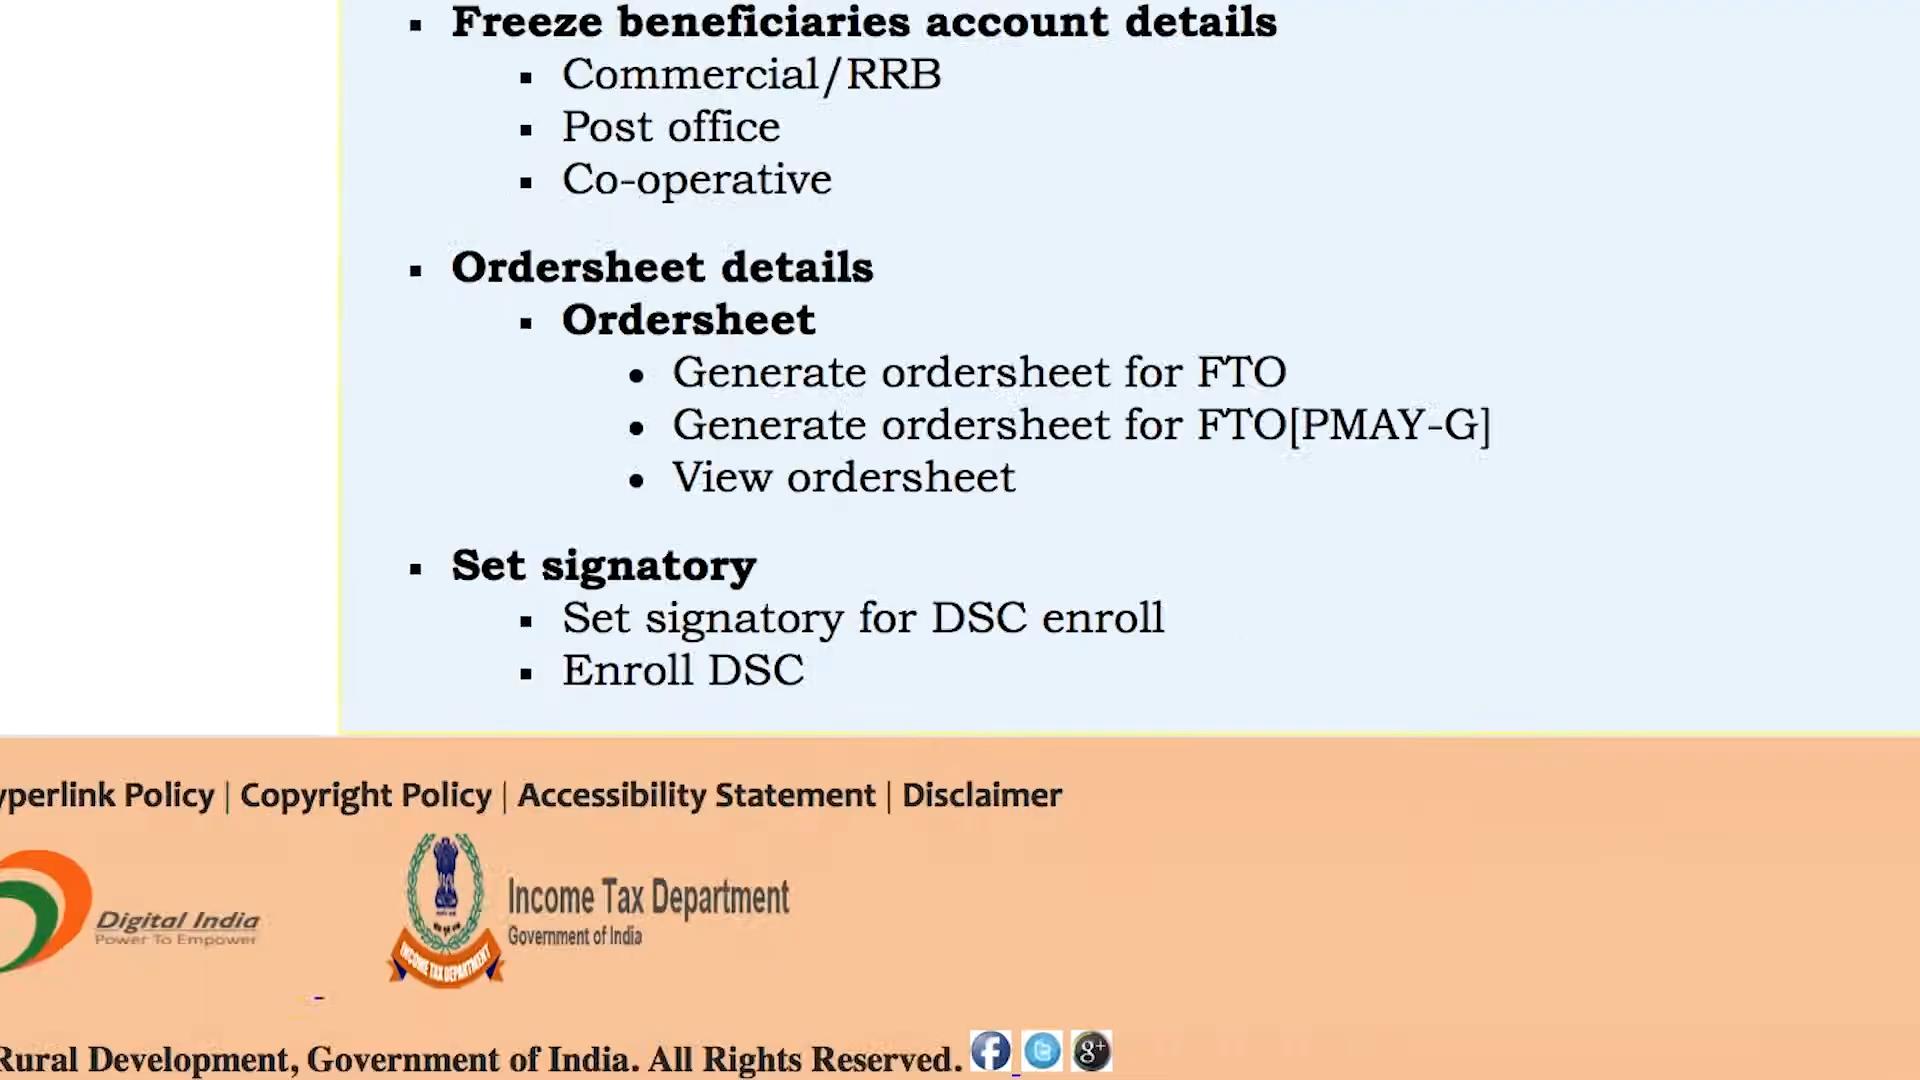 Freeze beneficiaries account details
Commercial/RRB
Post office
Co-operative
Ordersheet details
Ordersheet
Generate ordersheet for FTO
Generate ordersheet for FTO[PMAY-G]
View ordersheet
Set signatory
Set signatory for DSC enroll
Enroll DSC
yperlink Policy | Copyright Policy | Accessibility Statement | Disclaimer
Digital India
Power To Empower
Income Tax Department
Government of India
INCOME TAX DEPARTMENT
Rural Development, Government of India. All Rights Reserved.